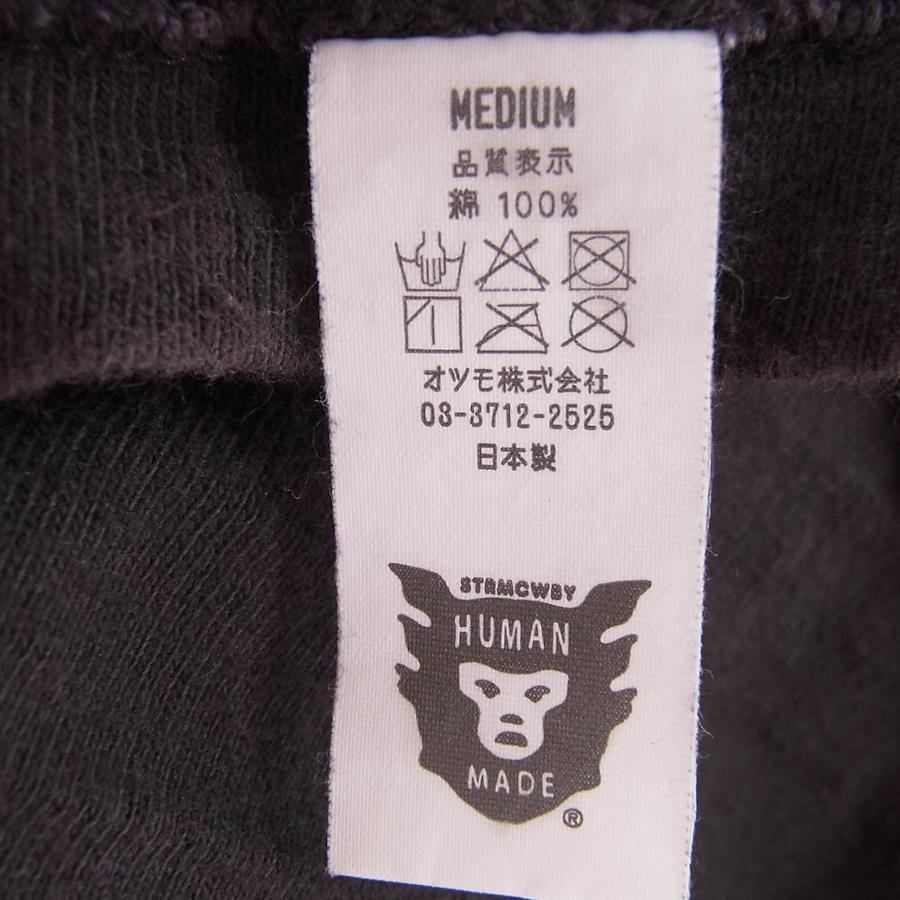 MEDIUM
品質表示
綿 100%
オツモ株式会社
03-3712-2525
日本製
STRMCWBY
HUMAN
MADE
®